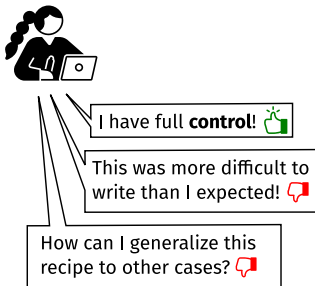 I have full control!
This was more difficult to
write than I expected!
How can I generalize this
recipe to other cases?